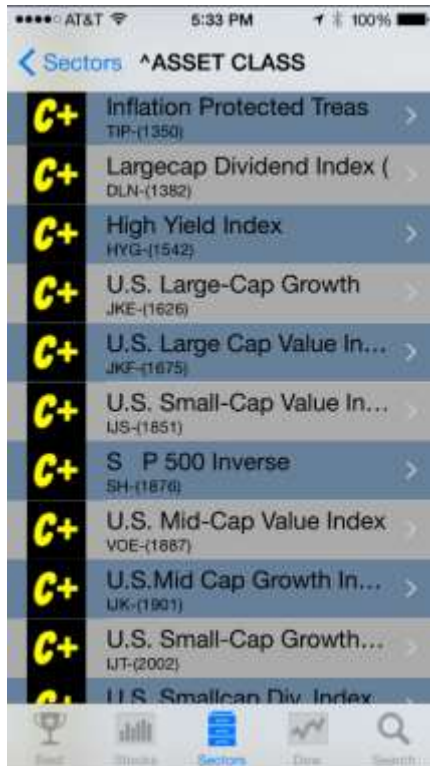 AT&T 5:33 PM 100%
Sectors ^ASSET CLASS
C+ Inflation Protected Treas
TIP-(1350)
C+ Largecap Dividend Index (
DLN-(1382)
C+ High Yield Index
HYG-(1542)
C+ U.S. Large-Cap Growth
JKE-(1626)
C+ U.S. Large Cap Value In...
JKF-(1675)
C+ U.S. Small-Cap Value In...
IJS-(1851)
C+ S P 500 Inverse
SH-(1876)
C+ U.S. Mid-Cap Value Index
VOE-(1887)
C+ U.S.Mid Cap Growth In...
IJK-(1901)
C+ U.S. Small-Cap Growth...
IJT-(2002)
C+ U.S. Smallcap Div. Index
Best Stocks Sectors Dow Search